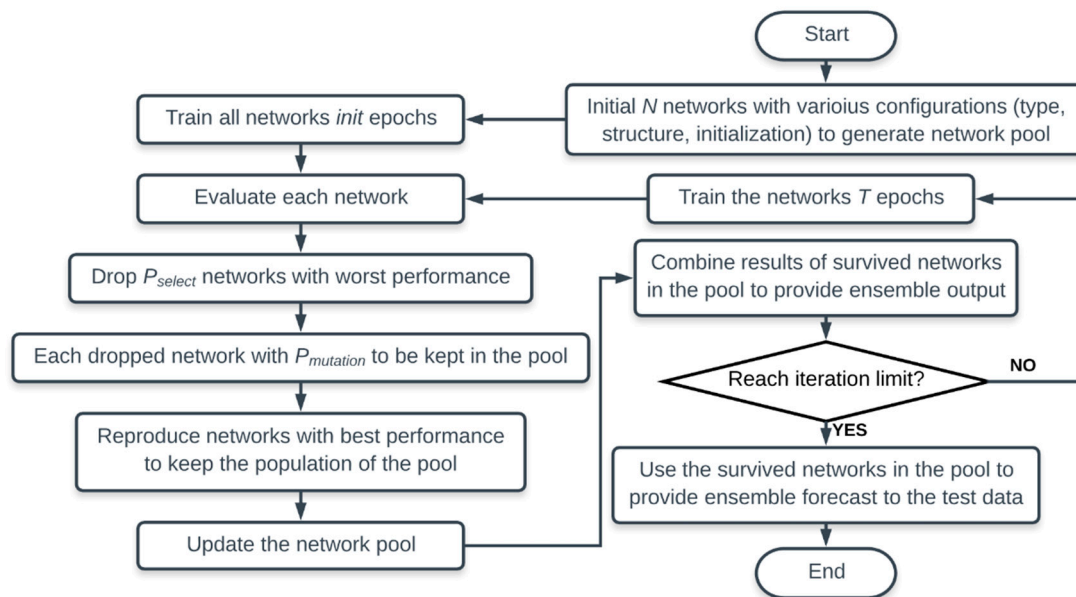 Start
Initial N networks with varioius configurations (type,
structure, initialization) to generate network pool
Train all networks init epochs
Evaluate each network
Drop Pselect networks with worst performance
Each dropped network with Pmutation to be kept in the pool
Reproduce networks with best performance
to keep the population of the pool
Update the network pool
Combine results of survived networks
in the pool to provide ensemble output
Reach iteration limit?
NO
Train the networks T epochs
YES
Use the survived networks in the pool to
provide ensemble forecast to the test data
End